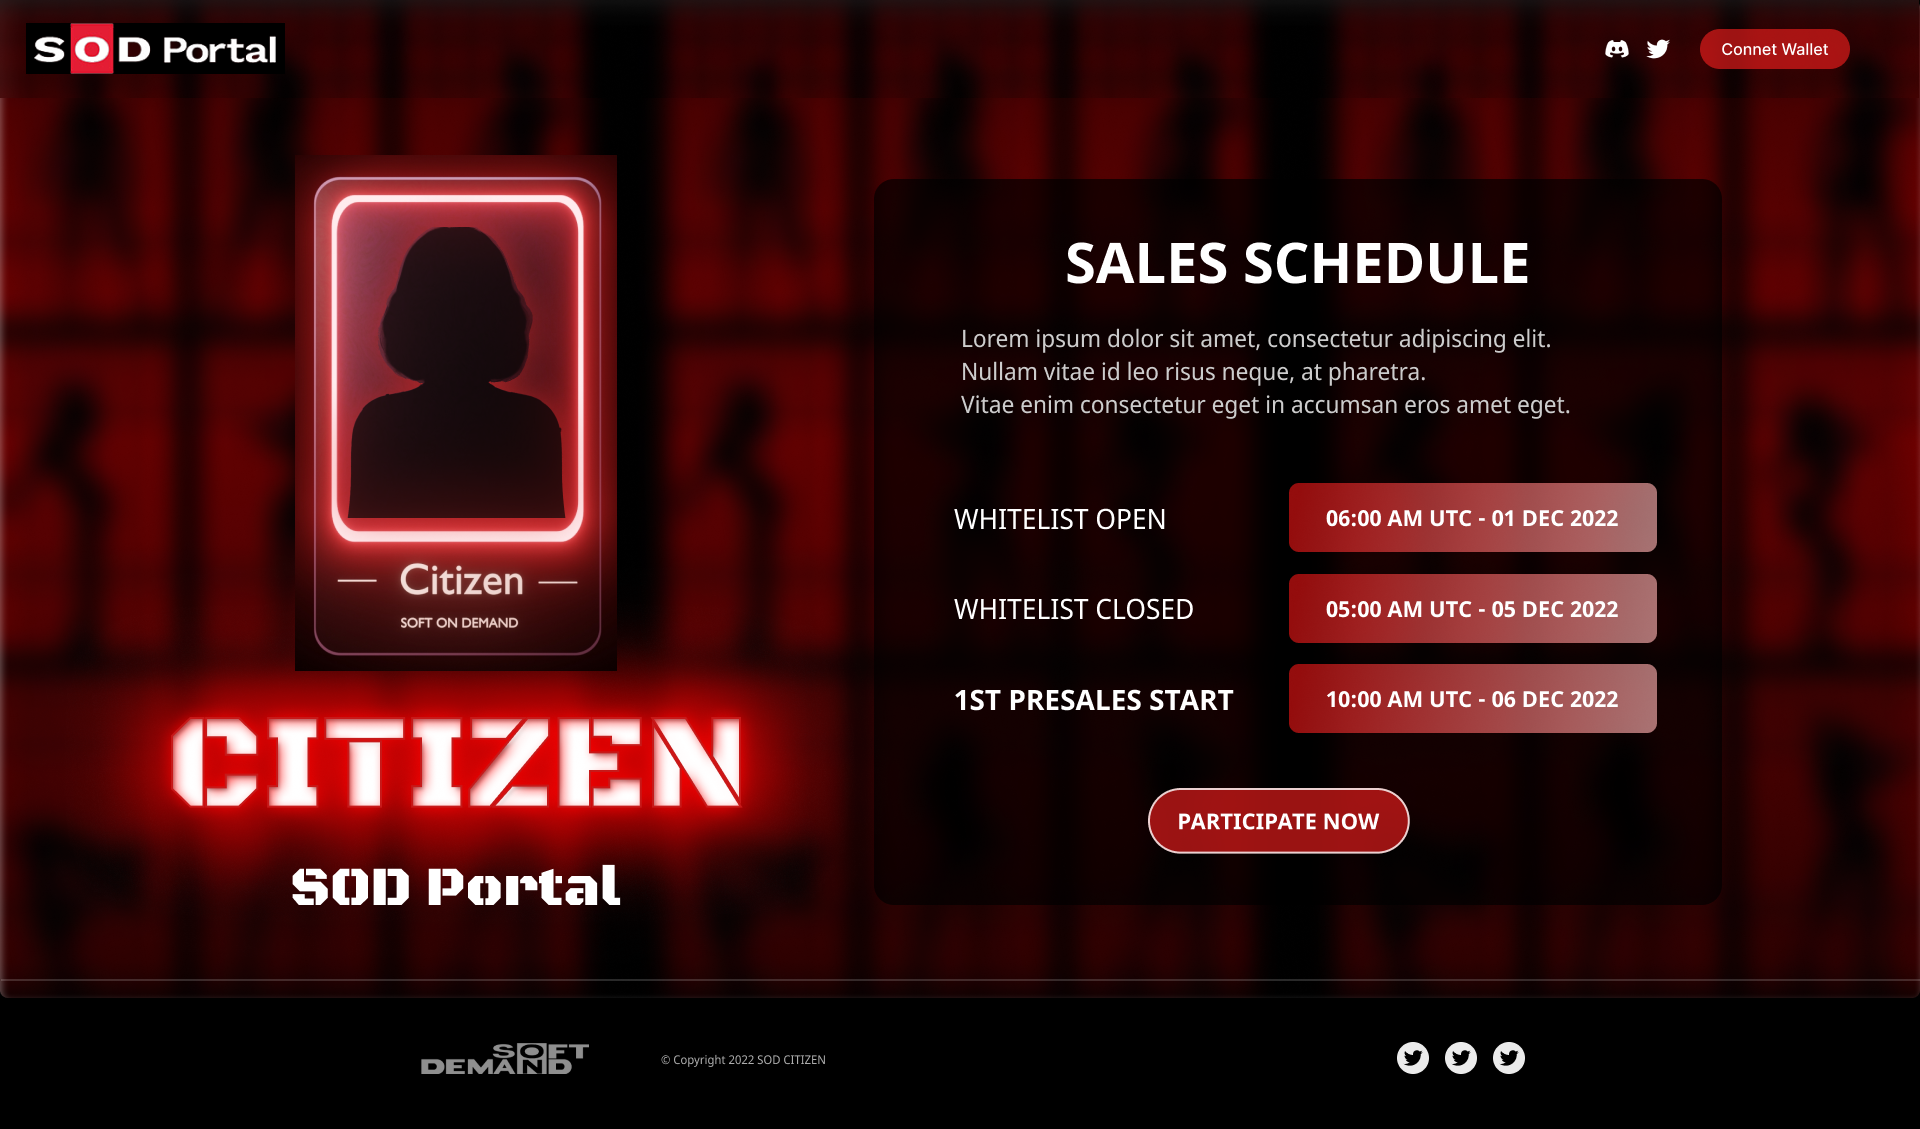 SOD Portal
Connet Wallet
Citizen
SOFT ON DEMAND
CITIZEN
SOD Portal
SALES SCHEDULE
Lorem ipsum dolor sit amet, consectetur adipiscing elit.
Nullam vitae id leo risus neque, at pharetra.
Vitae enim consectetur eget in accumsan eros amet eget.
WHITELIST OPEN
06:00 AM UTC - 01 DEC 2022
WHITELIST CLOSED
05:00 AM UTC - 05 DEC 2022
1ST PRESALES START
10:00 AM UTC - 06 DEC 2022
PARTICIPATE NOW
SOFT
DEMAND
© Copyright 2022 SOD CITIZEN